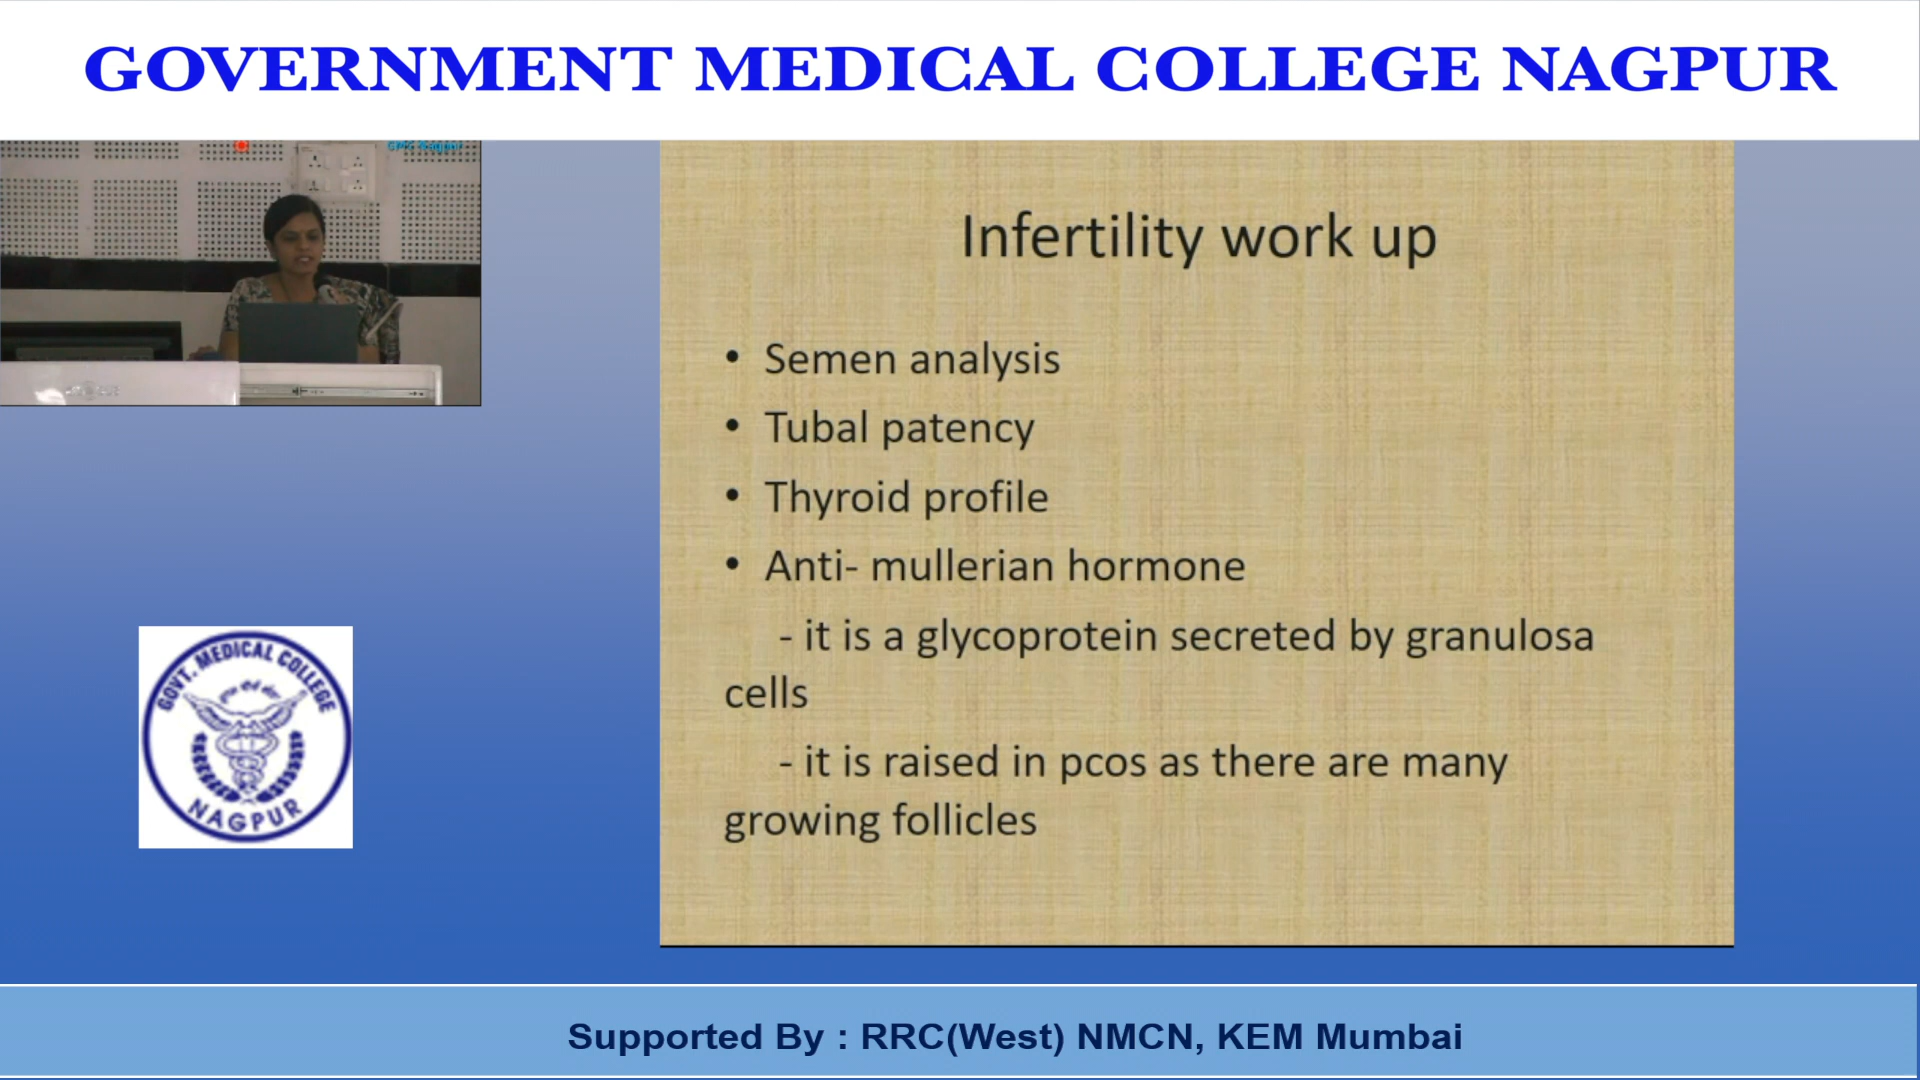 GOVERNMENT MEDICAL COLLEGE NAGPUR
GMC Nagpur
Infertility work up
• Semen analysis
• Tubal patency
• Thyroid profile
• Anti- mullerian hormone
- it is a glycoprotein secreted by granulosa
cells
- it is raised in pcos as there are many
growing follicles
GOVT. MEDICAL COLLEGE
NAGPUR
Supported By : RRC(West) NMCN, KEM Mumbai